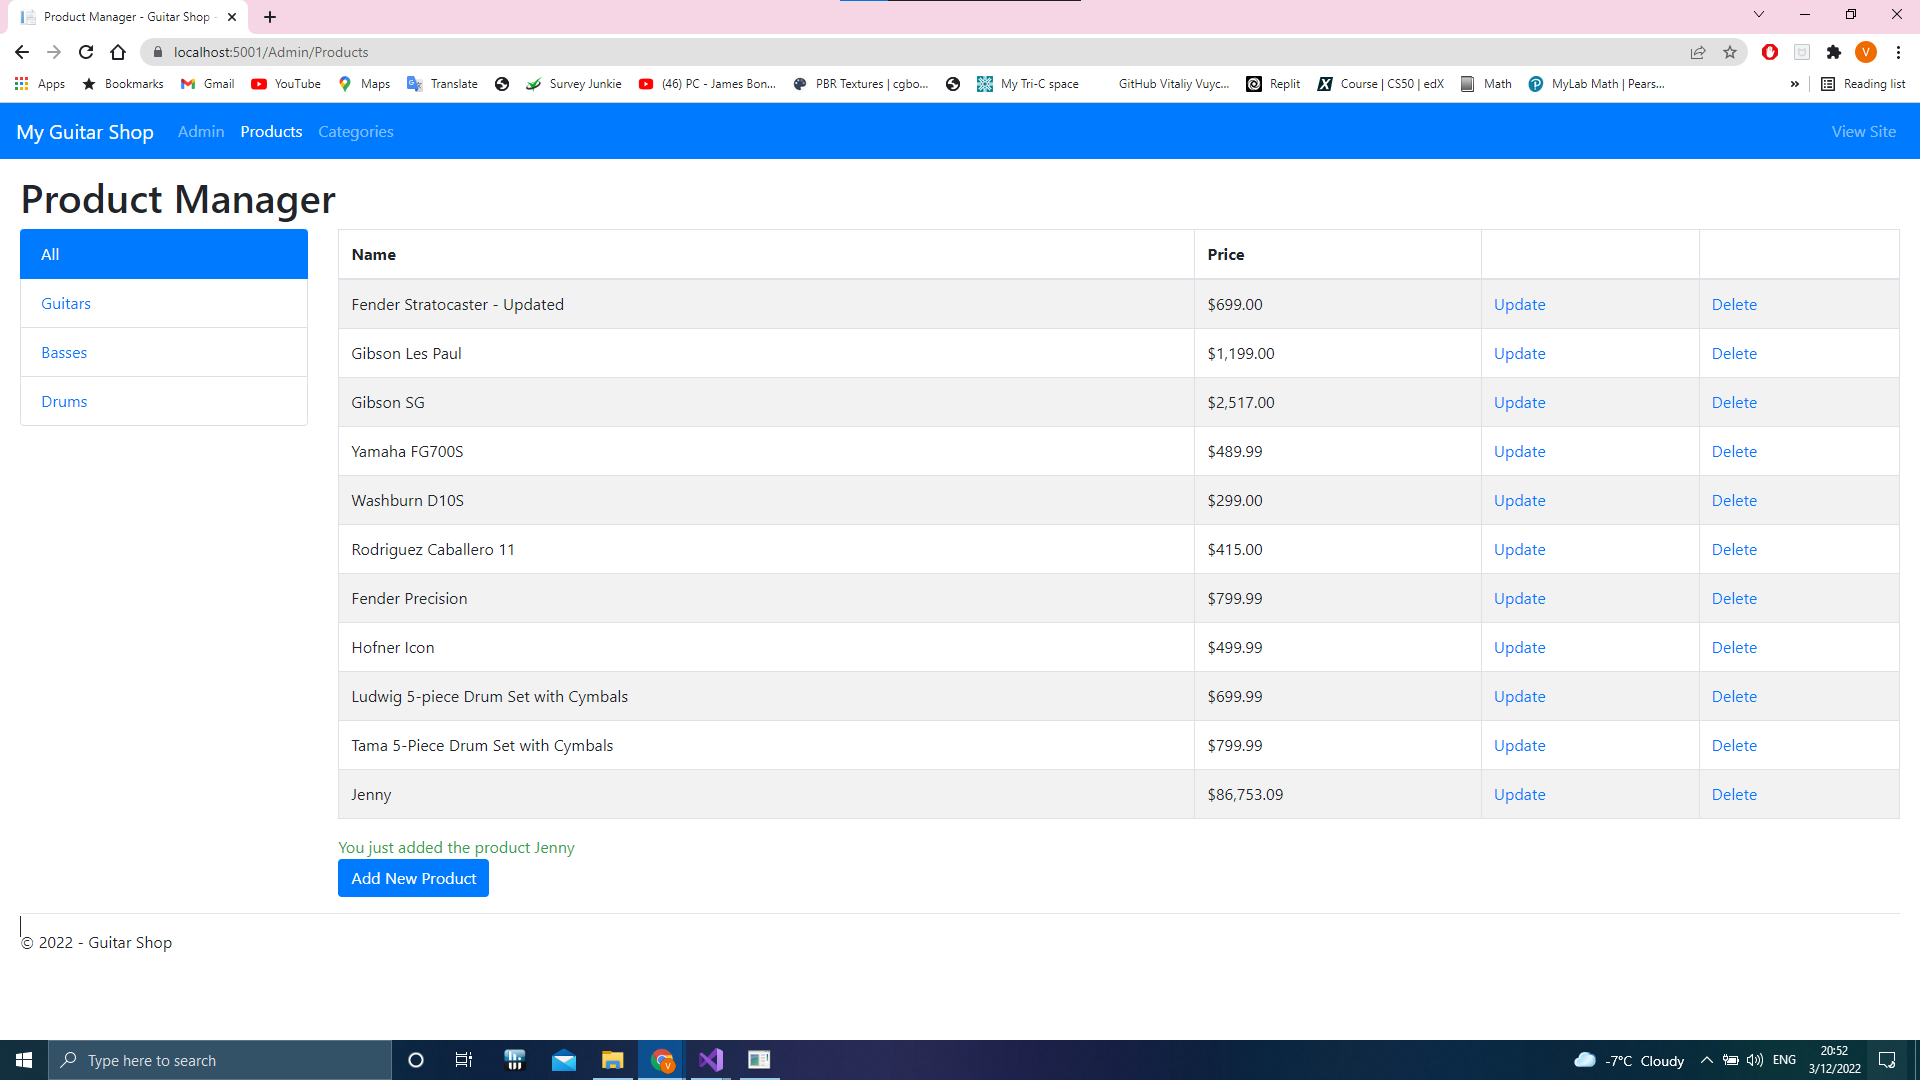 Product Manager - Guitar Shop -
localhost:5001/Admin/Products
V
Apps Bookmarks Gmail YouTube Maps Translate Survey Junkie (46) PC - James Bon... PBR Textures | cgbo... My Tri-C space GitHub Vitaliy Vuyc... Replit Course | CS50 | edX Math MyLab Math | Pears... » Reading list
My Guitar Shop Admin Products Categories View Site
Product Manager
All
Guitars
Basses
Drums
Name Price
Fender Stratocaster - Updated $699.00 Update Delete
Gibson Les Paul $1,199.00 Update Delete
Gibson SG $2,517.00 Update Delete
Yamaha FG700S $489.99 Update Delete
Washburn D10S $299.00 Update Delete
Rodriguez Caballero 11 $415.00 Update Delete
Fender Precision $799.99 Update Delete
Hofner Icon $499.99 Update Delete
Ludwig 5-piece Drum Set with Cymbals $699.99 Update Delete
Tama 5-Piece Drum Set with Cymbals $799.99 Update Delete
Jenny $86,753.09 Update Delete
You just added the product Jenny
Add New Product
© 2022 - Guitar Shop
Type here to search
-7°C Cloudy
ENG
20:52
3/12/2022